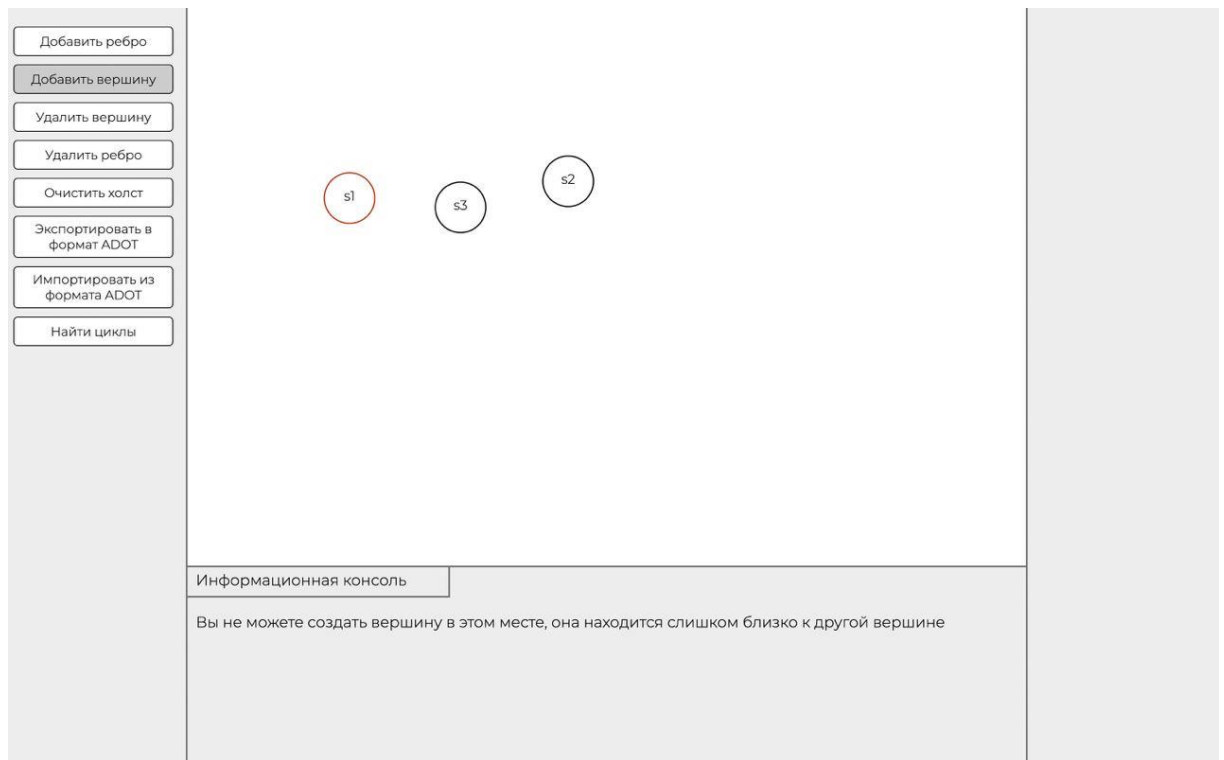 Добавить ребро
Добавить вершину
Удалить вершину
Удалить ребро
Очистить холст
Экспортировать в
формат ADOT
Импортировать из
формата ADOT
Найти циклы
s1
s3
s2
Информационная консоль
Вы не можете создать вершину в этом месте, она находится слишком близко к другой вершине